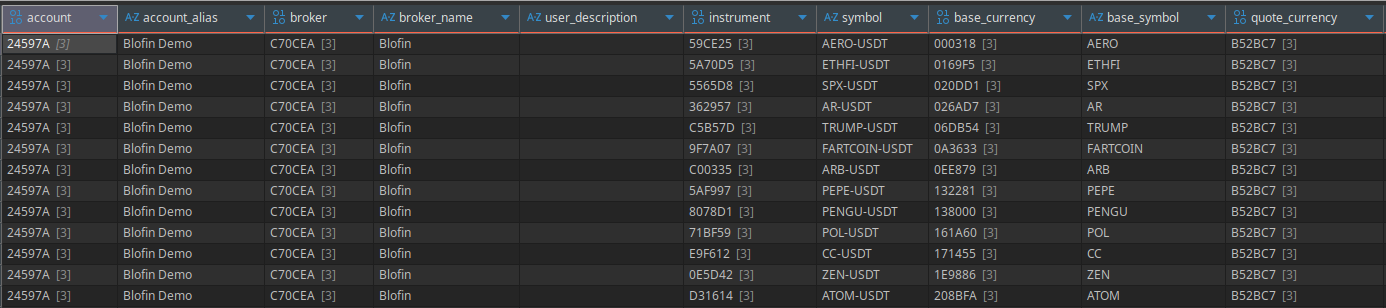 01 10 account A-Z account_alias 01 10 broker A-Z broker_name A-Z user_description 01 10 instrument A-Z symbol 01 10 base_currency A-Z base_symbol 01 10 quote_currency
24597A [3] Blofin Demo C70CEA [3] Blofin 59CE25 [3] AERO-USDT 000318 [3] AERO B52BC7 [3]
24597A [3] Blofin Demo C70CEA [3] Blofin 5A70D5 [3] ETHFI-USDT 0169F5 [3] ETHFI B52BC7 [3]
24597A [3] Blofin Demo C70CEA [3] Blofin 5565D8 [3] SPX-USDT 020DD1 [3] SPX B52BC7 [3]
24597A [3] Blofin Demo C70CEA [3] Blofin 362957 [3] AR-USDT 026AD7 [3] AR B52BC7 [3]
24597A [3] Blofin Demo C70CEA [3] Blofin C5B57D [3] TRUMP-USDT 06DB54 [3] TRUMP B52BC7 [3]
24597A [3] Blofin Demo C70CEA [3] Blofin 9F7A07 [3] FARTCOIN-USDT 0A3633 [3] FARTCOIN B52BC7 [3]
24597A [3] Blofin Demo C70CEA [3] Blofin C00335 [3] ARB-USDT 0EE879 [3] ARB B52BC7 [3]
24597A [3] Blofin Demo C70CEA [3] Blofin 5AF997 [3] PEPE-USDT 132281 [3] PEPE B52BC7 [3]
24597A [3] Blofin Demo C70CEA [3] Blofin 8078D1 [3] PENGU-USDT 138000 [3] PENGU B52BC7 [3]
24597A [3] Blofin Demo C70CEA [3] Blofin 71BF59 [3] POL-USDT 161A60 [3] POL B52BC7 [3]
24597A [3] Blofin Demo C70CEA [3] Blofin E9F612 [3] CC-USDT 171455 [3] CC B52BC7 [3]
24597A [3] Blofin Demo C70CEA [3] Blofin 0E5D42 [3] ZEN-USDT 1E9886 [3] ZEN B52BC7 [3]
24597A [3] Blofin Demo C70CEA [3] Blofin D31614 [3] ATOM-USDT 208BFA [3] ATOM B52BC7 [3]